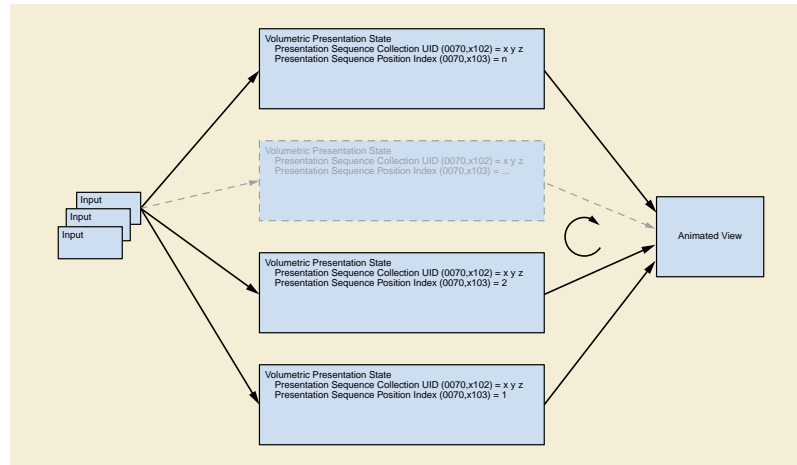 Volumetric Presentation State
Presentation Sequence Collection UID (0070,x102) = x y z
Presentation Sequence Position Index (0070,x103) = n
Volumetric Presentation State
Presentation Sequence Collection UID (0070,x102) = x y z
Presentation Sequence Position Index (0070,x103) = ...
Input
Input
Input
Animated View
Volumetric Presentation State
Presentation Sequence Collection UID (0070,x102) = x y z
Presentation Sequence Position Index (0070,x103) = 2
Volumetric Presentation State
Presentation Sequence Collection UID (0070,x102) = x y z
Presentation Sequence Position Index (0070,x103) = 1